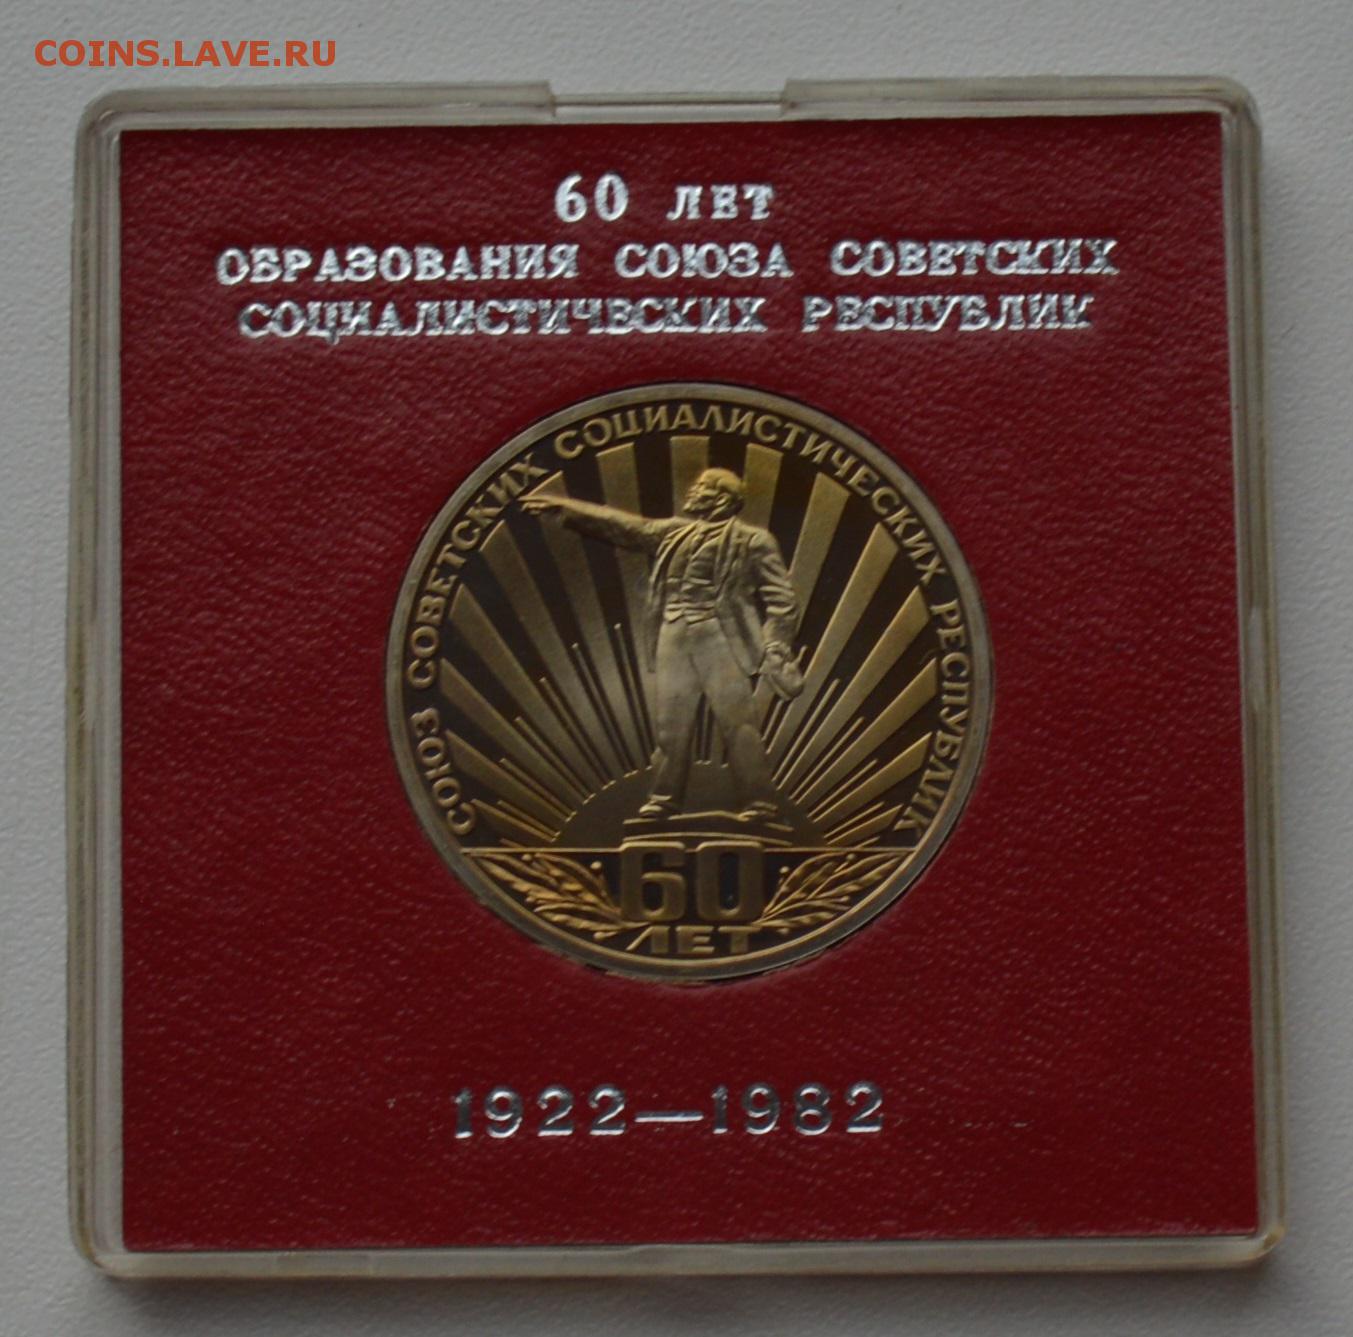 COINS.LAVE.RU
60 ЛЕТ
ОБРАЗОВАНИЯ СОЮЗА СОВЕТСКИХ
СОЦИАЛИСТИЧЕСКИХ РЕСПУБЛИК
СОЮЗ СОВЕТСКИХ СОЦИАЛИСТИЧЕСКИХ РЕСПУБЛИК
60
ЛЕТ
1922—1982